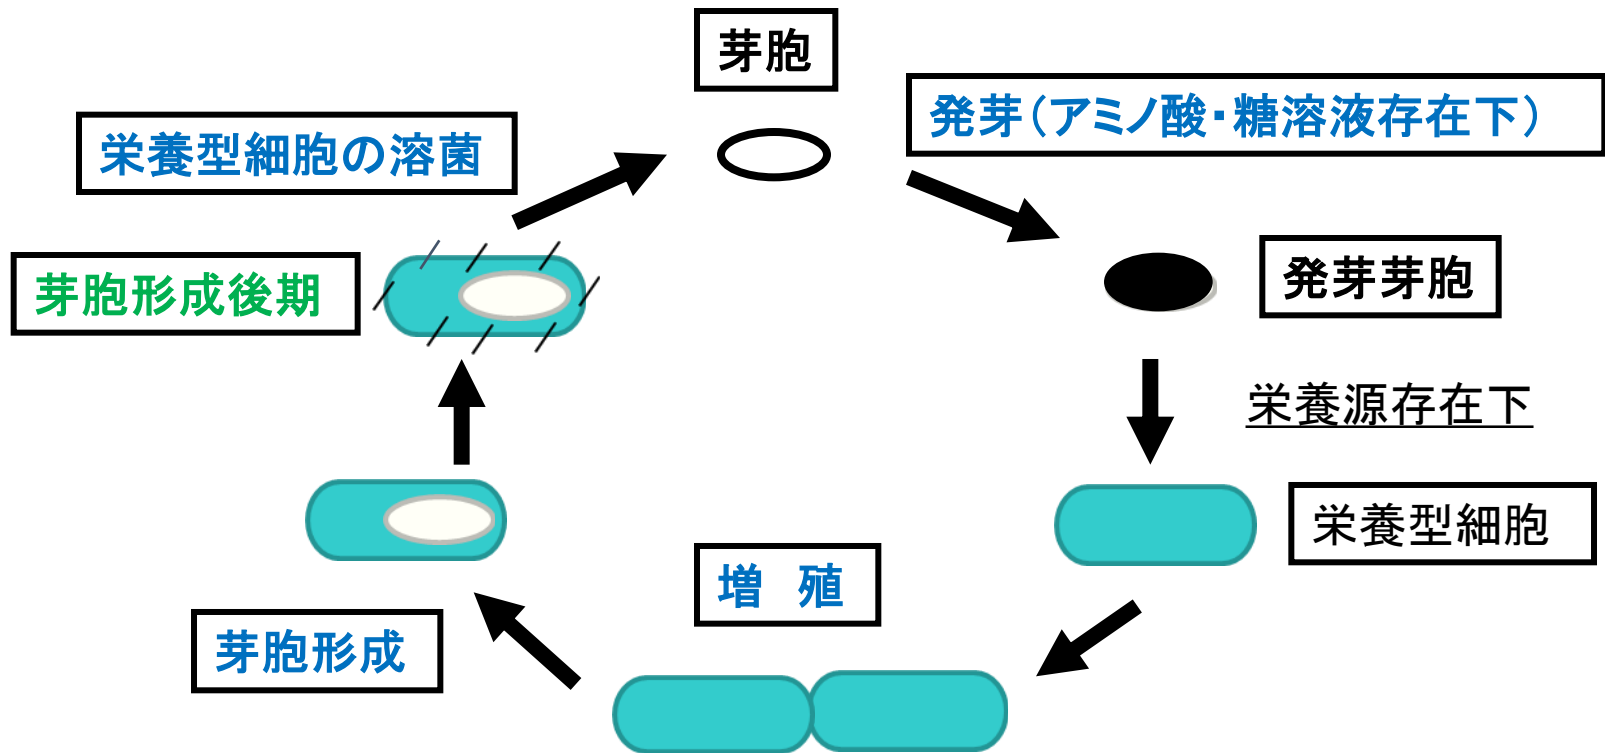 芽胞
発芽（アミノ酸・糖溶液存在下）
栄養型細胞の溶菌
芽胞形成後期
発芽芽胞
栄養源存在下
栄養型細胞
増　殖
芽胞形成